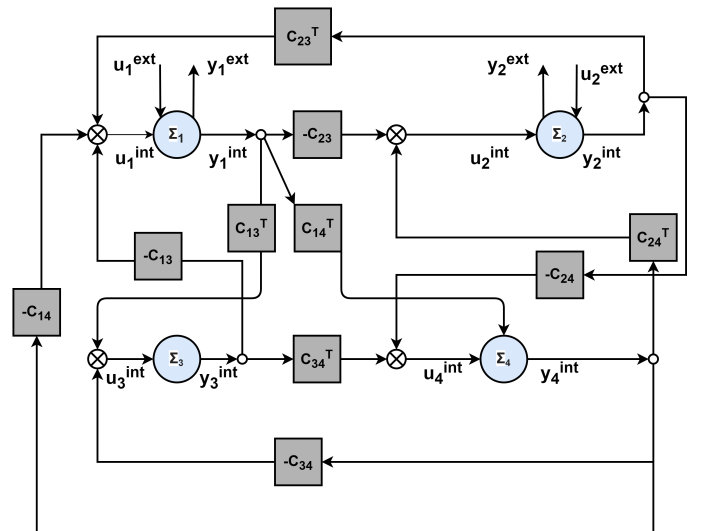 C₂₃ᵀ
u₁ᵉˣᵗ y₁ᵉˣᵗ y₂ᵉˣᵗ u₂ᵉˣᵗ
Σ₁ -C₂₃ Σ₂
u₁ⁱⁿᵗ y₁ⁱⁿᵗ u₂ⁱⁿᵗ y₂ⁱⁿᵗ
C₁₃ᵀ C₁₄ᵀ C₂₄ᵀ
-C₁₃ -C₂₄
-C₁₄
Σ₃ C₃₄ᵀ Σ₄
u₃ⁱⁿᵗ y₃ⁱⁿᵗ u₄ⁱⁿᵗ y₄ⁱⁿᵗ
-C₃₄